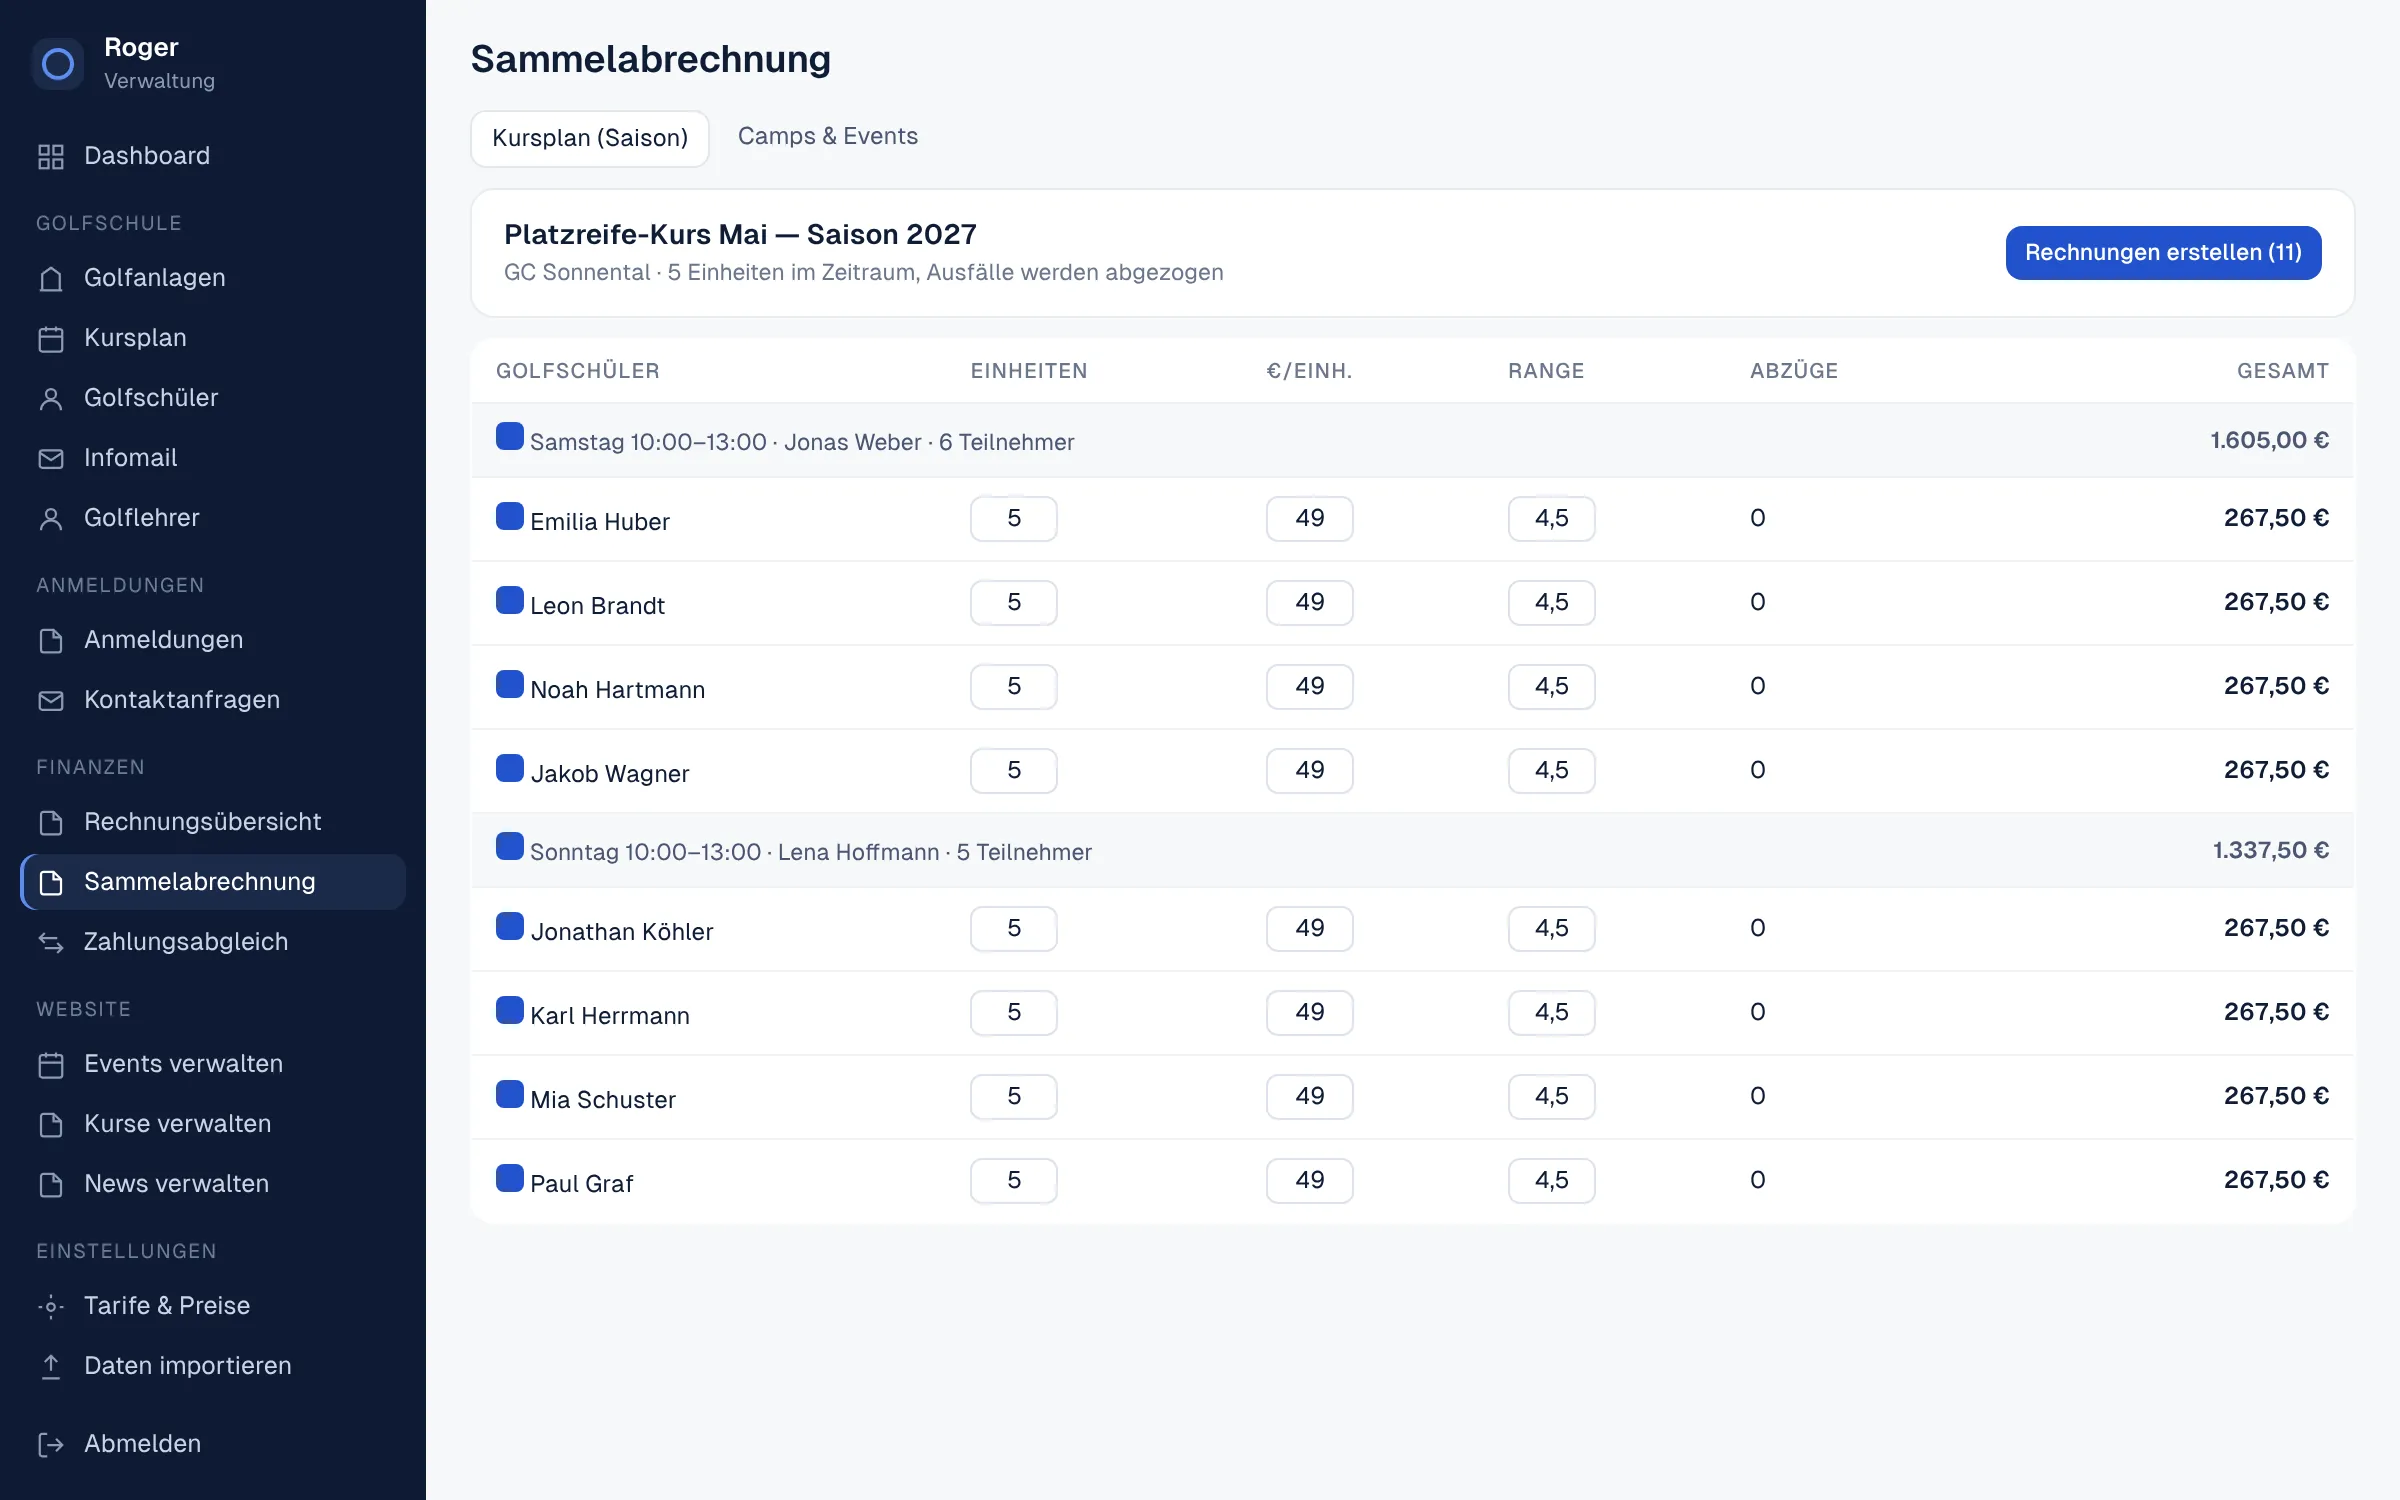 Roger
Verwaltung
Dashboard
GOLFSCHULE
Golfanlagen
Kursplan
Golfschüler
Infomail
Golflehrer
ANMELDUNGEN
Anmeldungen
Kontaktanfragen
FINANZEN
Rechnungsübersicht
Sammelabrechnung
Zahlungsabgleich
WEBSITE
Events verwalten
Kurse verwalten
News verwalten
EINSTELLUNGEN
Tarife & Preise
Daten importieren
Abmelden
Sammelabrechnung
Kursplan (Saison) Camps & Events
Platzreife-Kurs Mai — Saison 2027
GC Sonnental · 5 Einheiten im Zeitraum, Ausfälle werden abgezogen
Rechnungen erstellen (11)
GOLFSCHÜLER EINHEITEN €/EINH. RANGE ABZÜGE GESAMT
Samstag 10:00–13:00 · Jonas Weber · 6 Teilnehmer 1.605,00 €
Emilia Huber 5 49 4,5 0 267,50 €
Leon Brandt 5 49 4,5 0 267,50 €
Noah Hartmann 5 49 4,5 0 267,50 €
Jakob Wagner 5 49 4,5 0 267,50 €
Sonntag 10:00–13:00 · Lena Hoffmann · 5 Teilnehmer 1.337,50 €
Jonathan Köhler 5 49 4,5 0 267,50 €
Karl Herrmann 5 49 4,5 0 267,50 €
Mia Schuster 5 49 4,5 0 267,50 €
Paul Graf 5 49 4,5 0 267,50 €